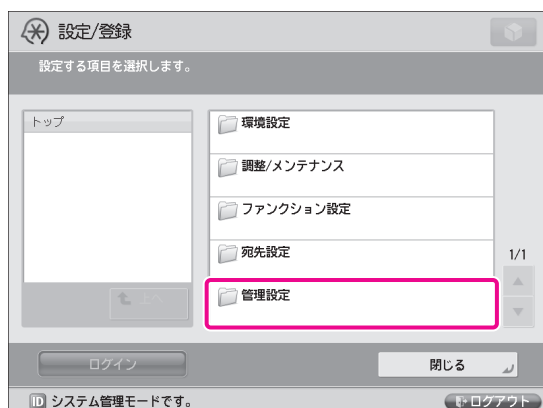 設定/登録
設定する項目を選択します。
トップ
環境設定
調整/メンテナンス
ファンクション設定
宛先設定
1/1
管理設定
上へ
ログイン
閉じる
ID システム管理モードです。
ログアウト